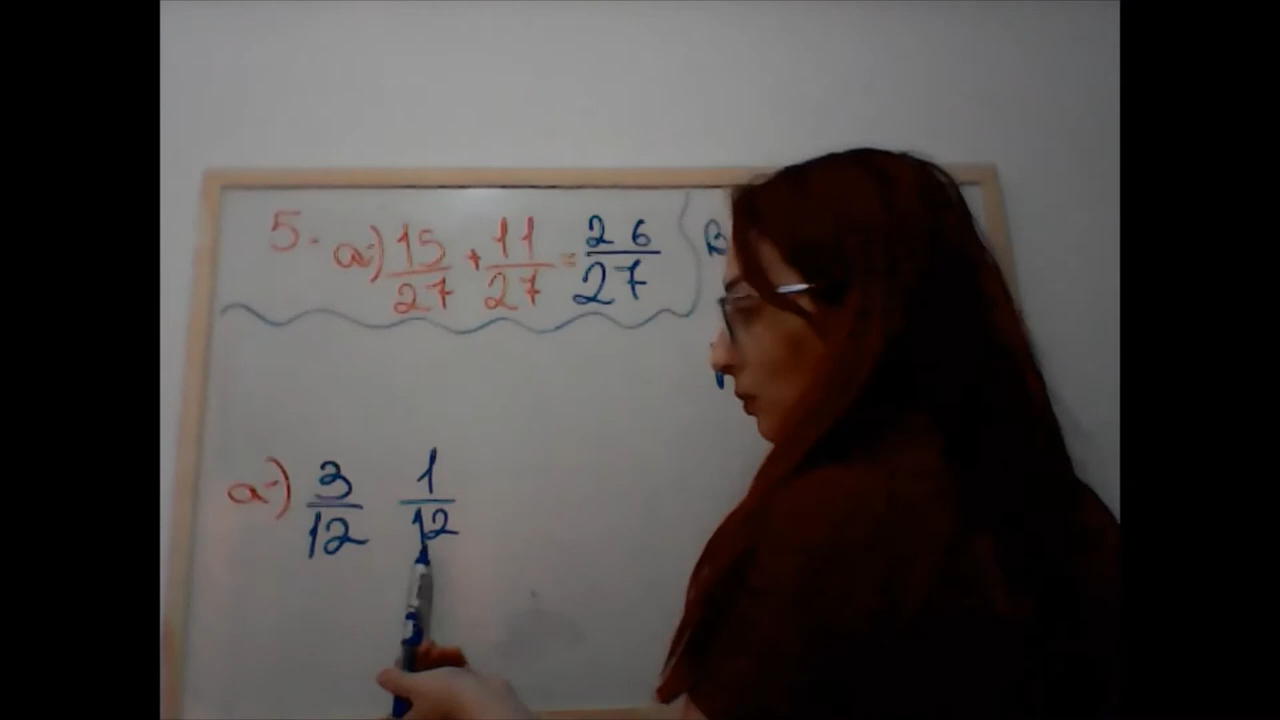 5. a) 15/27 + 11/27 = 26/27
a) 3/12 1/12